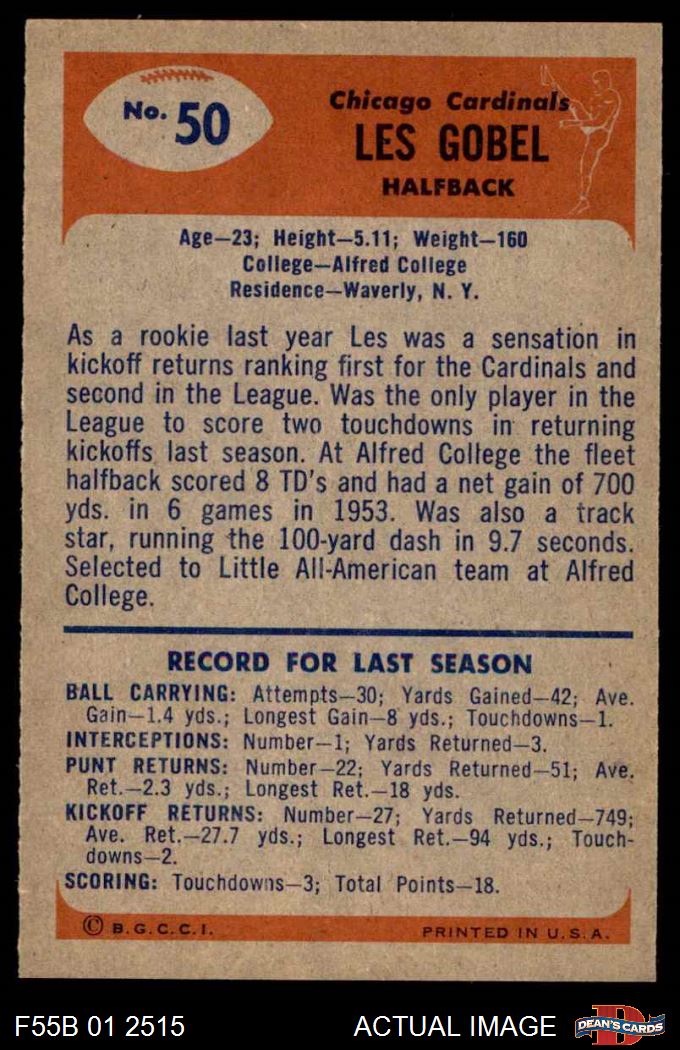 No. 50
Chicago Cardinals
LES GOBEL
HALFBACK
Age—23; Height—5.11; Weight—160
College—Alfred College
Residence—Waverly, N. Y.
As a rookie last year Les was a sensation in
kickoff returns ranking first for the Cardinals and
second in the League. Was the only player in the
League to score two touchdowns in returning
kickoffs last season. At Alfred College the fleet
halfback scored 8 TD's and had a net gain of 700
yds. in 6 games in 1953. Was also a track
star, running the 100-yard dash in 9.7 seconds.
Selected to Little All-American team at Alfred
College.
RECORD FOR LAST SEASON
BALL CARRYING: Attempts—30; Yards Gained—42; Ave.
Gain—1.4 yds.; Longest Gain—8 yds.; Touchdowns—1.
INTERCEPTIONS: Number—1; Yards Returned—3.
PUNT RETURNS: Number—22; Yards Returned—51; Ave.
Ret.—2.3 yds.; Longest Ret.—18 yds.
KICKOFF RETURNS: Number—27; Yards Returned—749;
Ave. Ret.—27.7 yds.; Longest Ret.—94 yds.; Touch-
downs—2.
SCORING: Touchdowns—3; Total Points—18.
© B.G.C.C.I. PRINTED IN U.S.A.
F55B 01 2515 ACTUAL IMAGE
D
DEAN'S CARDS